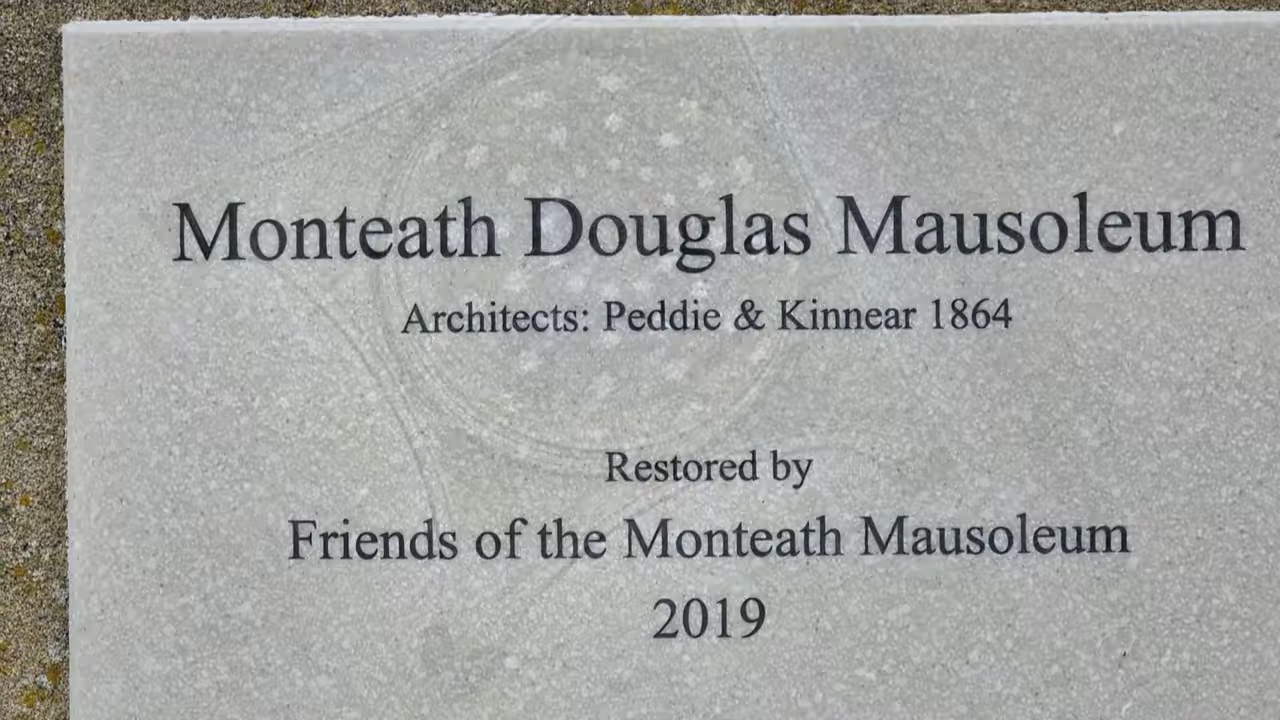 Monteath Douglas Mausoleum
Architects: Peddie & Kinnear 1864
Restored by
Friends of the Monteath Mausoleum
2019